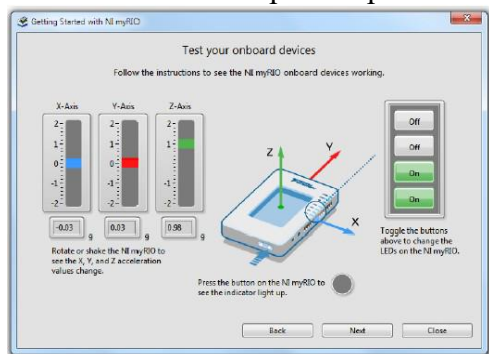 Getting Started with NI myRIO
Test your onboard devices
Follow the instructions to see the NI myRIO onboard devices working.
X-Axis Y-Axis Z-Axis
2 2 2
1 1 1
0 0 0
-1 -1 -1
-2 -2 -2
-0.03 g 0.03 g 0.98 g
Rotate or shake the NI myRIO to
see the X, Y, and Z acceleration
values change.
Z
Y
X
Press the button on the NI myRIO to
see the indicator light up.
Off
Off
On
On
Toggle the buttons
above to change the
LEDs on the NI myRIO.
Back Next Close